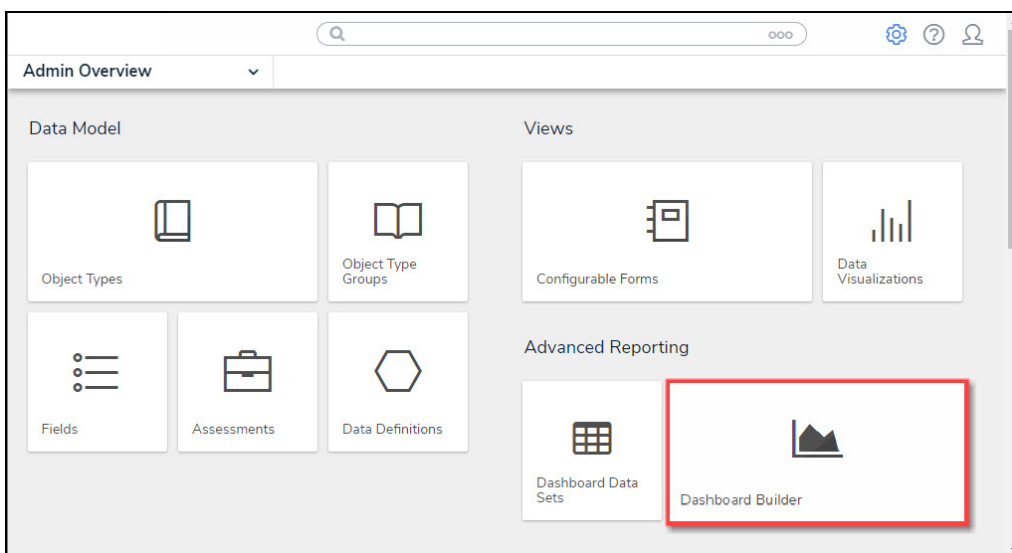 Admin Overview
Data Model
Object Types
Object Type
Groups
Fields
Assessments
Data Definitions
Views
Configurable Forms
Data
Visualizations
Advanced Reporting
Dashboard Data
Sets
Dashboard Builder